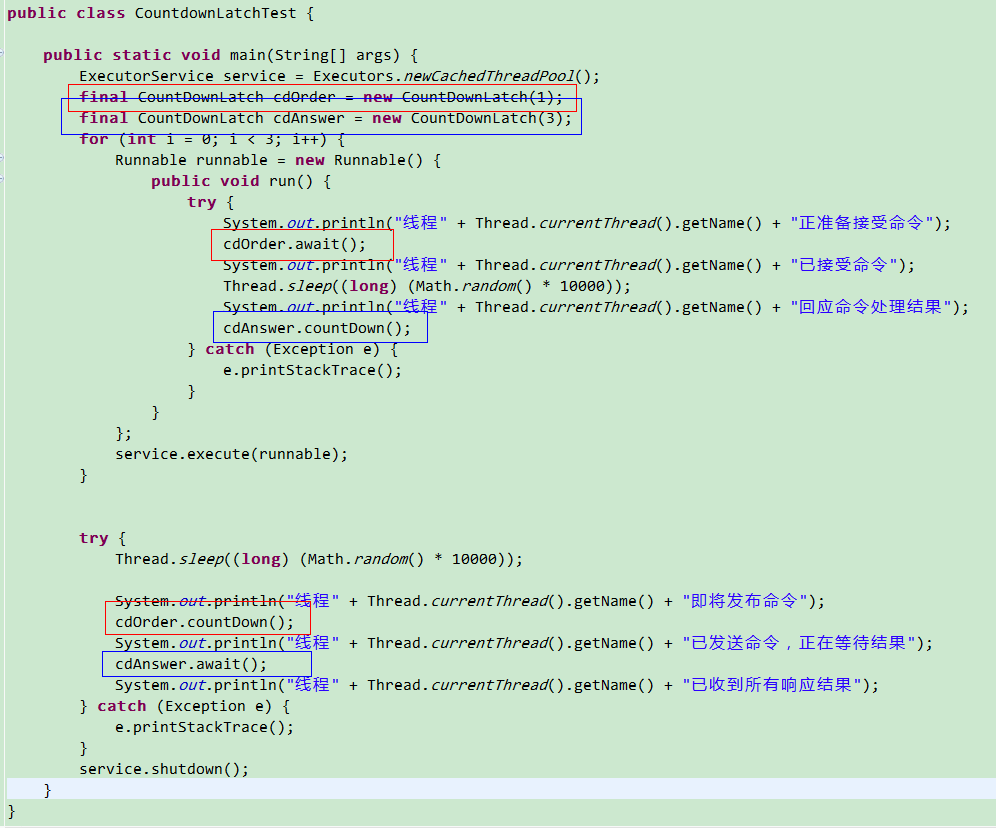 public class CountdownLatchTest {
public static void main(String[] args) {
ExecutorService service = Executors.newCachedThreadPool();
final CountDownLatch cdOrder = new CountDownLatch(1);
final CountDownLatch cdAnswer = new CountDownLatch(3);
for (int i = 0; i < 3; i++) {
Runnable runnable = new Runnable() {
public void run() {
try {
System.out.println("线程" + Thread.currentThread().getName() + "正准备接受命令");
cdOrder.await();
System.out.println("线程" + Thread.currentThread().getName() + "已接受命令");
Thread.sleep((long) (Math.random() * 10000));
System.out.println("线程" + Thread.currentThread().getName() + "回应命令处理结果");
cdAnswer.countDown();
} catch (Exception e) {
e.printStackTrace();
}
}
};
service.execute(runnable);
}
try {
Thread.sleep((long) (Math.random() * 10000));
System.out.println("线程" + Thread.currentThread().getName() + "即将发布命令");
cdOrder.countDown();
System.out.println("线程" + Thread.currentThread().getName() + "已发送命令，正在等待结果");
cdAnswer.await();
System.out.println("线程" + Thread.currentThread().getName() + "已收到所有响应结果");
} catch (Exception e) {
e.printStackTrace();
}
service.shutdown();
}
}